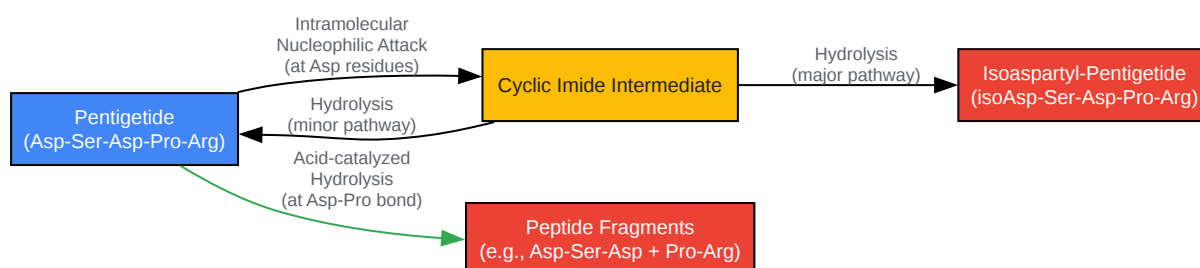 Intramolecular
Nucleophilic Attack
(at Asp residues)
Hydrolysis
(major pathway)
Cyclic Imide Intermediate
Isoaspartyl-Pentigetide
(isoAsp-Ser-Asp-Pro-Arg)
Pentigetide
(Asp-Ser-Asp-Pro-Arg)
Hydrolysis
(minor pathway)
Acid-catalyzed
Hydrolysis
(at Asp-Pro bond)
Peptide Fragments
(e.g., Asp-Ser-Asp + Pro-Arg)